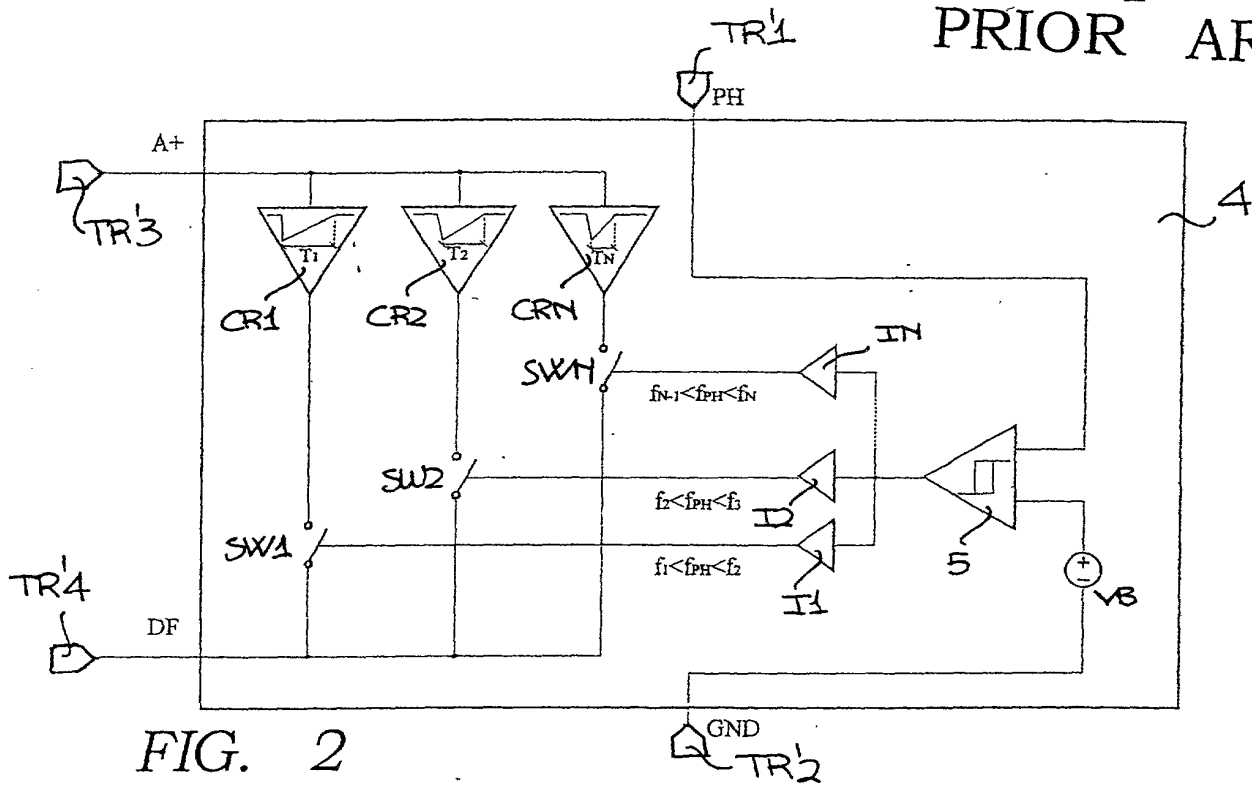 PRIOR AR
TR'1
PH
A+
TR'3
4
T1
T2
TN
CR1
CR2
CRN
IN
SWN
fN-1<fPH<fN
SW2
f2<fPH<f3
I2
SW1
f1<fPH<f2
I1
5
+
−
VB
TR'4
DF
GND
TR'2
FIG. 2